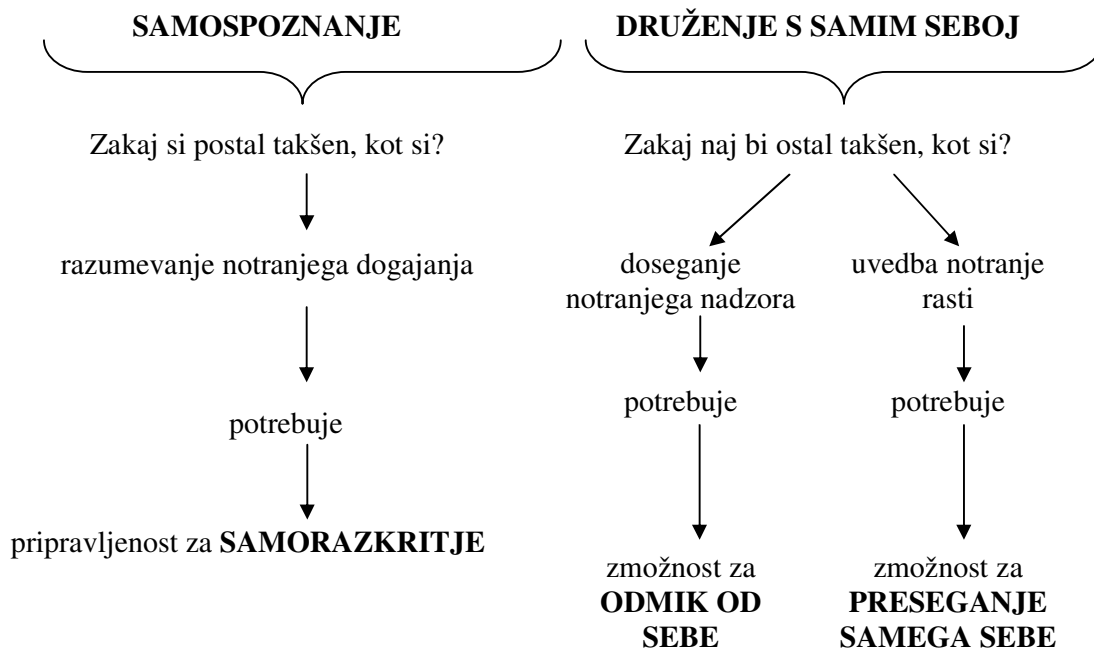 SAMOSPOZNANJE
Zakaj si postal takšen, kot si?
razumevanje notranjega dogajanja
potrebuje
pripravljenost za SAMORAZKRITJE
DRUŽENJE S SAMIM SEBOJ
Zakaj naj bi ostal takšen, kot si?
doseganje
notranjega nadzora
potrebuje
zmožnost za
ODMIK OD
SEBE
uvedba notranje
rasti
potrebuje
zmožnost za
PRESEGANJE
SAMEGA SEBE